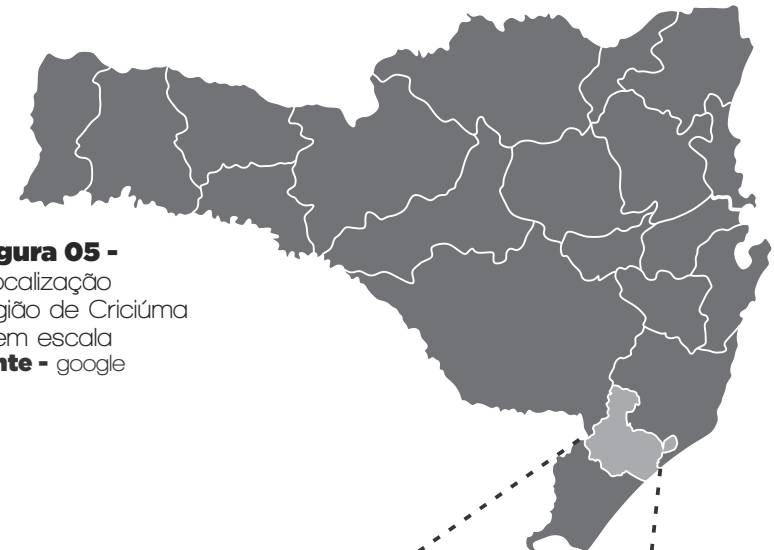 gura 05 -
ocalização
gião de Criciúma
em escala
nte - google